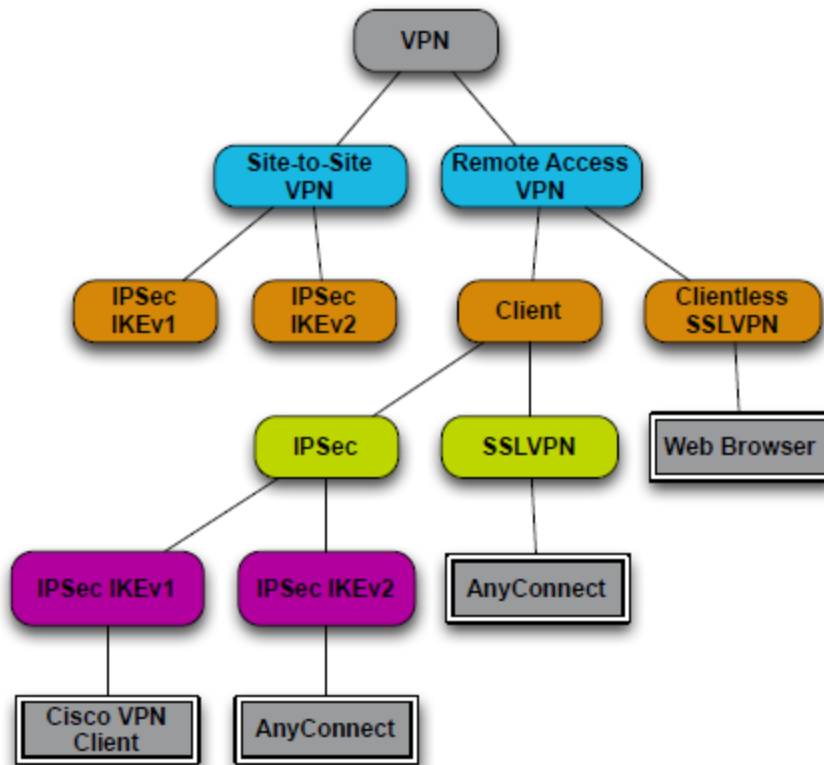 VPN
Site-to-Site
VPN
Remote Access
VPN
IPSec
IKEv1
IPSec
IKEv2
Client
Clientless
SSLVPN
IPSec
SSLVPN
Web Browser
IPSec IKEv1
IPSec IKEv2
AnyConnect
Cisco VPN
Client
AnyConnect